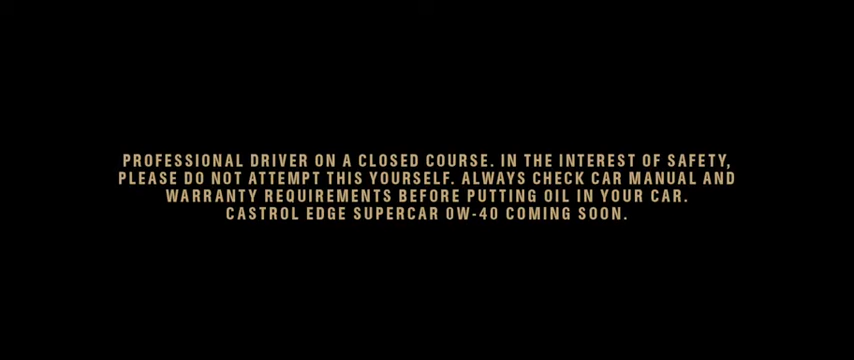 PROFESSIONAL DRIVER ON A CLOSED COURSE. IN THE INTEREST OF SAFETY,
PLEASE DO NOT ATTEMPT THIS YOURSELF. ALWAYS CHECK CAR MANUAL AND
WARRANTY REQUIREMENTS BEFORE PUTTING OIL IN YOUR CAR.
CASTROL EDGE SUPERCAR 0W-40 COMING SOON.